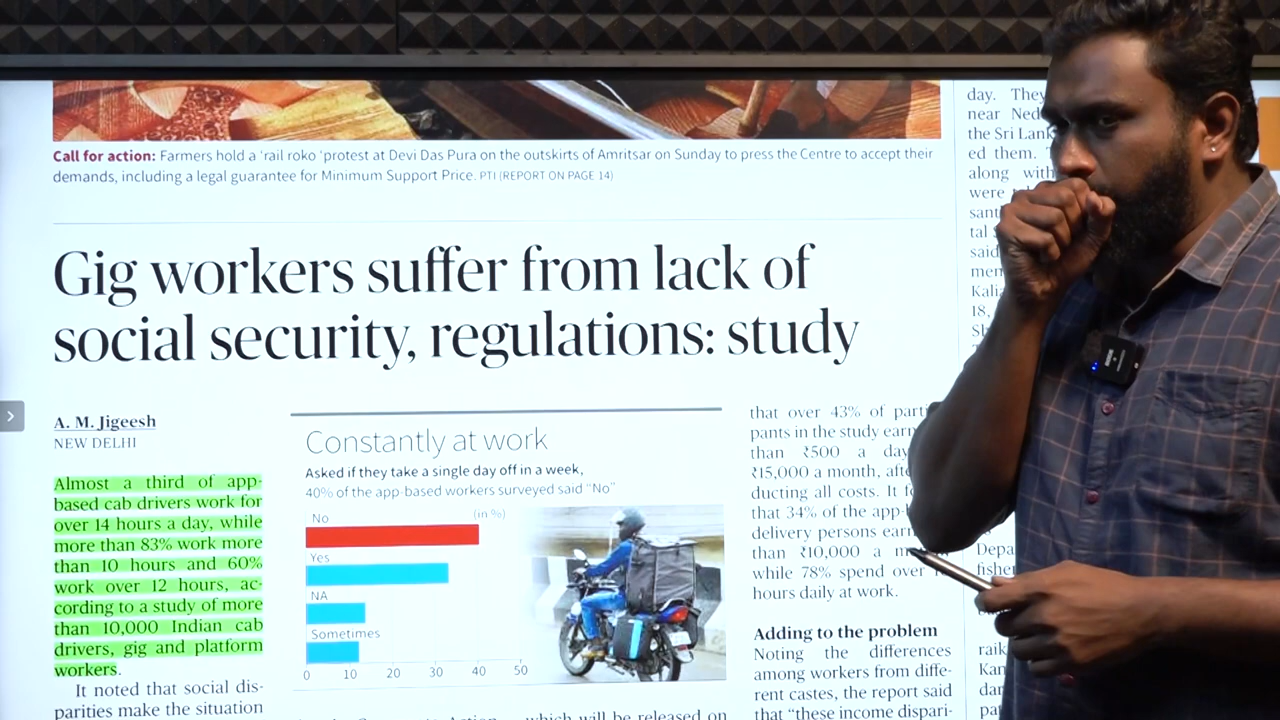 Call for action: Farmers hold a 'rail roko 'protest at Devi Das Pura on the outskirts of Amritsar on Sunday to press the Centre to accept their
demands, including a legal guarantee for Minimum Support Price. PTI (REPORT ON PAGE 14)
Gig workers suffer from lack of
social security, regulations: study
A. M. Jigeesh
NEW DELHI
Almost a third of app-
based cab drivers work for
over 14 hours a day, while
more than 83% work more
than 10 hours and 60%
work over 12 hours, ac-
cording to a study of more
than 10,000 Indian cab
drivers, gig and platform
workers.
It noted that social dis-
parities make the situation
Constantly at work
Asked if they take a single day off in a week,
40% of the app-based workers surveyed said "No"
(in %)
No
Yes
NA
Sometimes
0 10 20 30 40 50
which will be released on
that over 43% of
pants in the study
than ₹500 a day
₹15,000 a month,
ducting all costs. It
that 34% of the
delivery persons
than ₹10,000 a
while 78% spend over
hours daily at work.
Adding to the problem
Noting the differences
among workers from diffe-
rent castes, the report said
that "these income dispari-
day. They
near
the Sri
ed them.
along with
were
said
18,